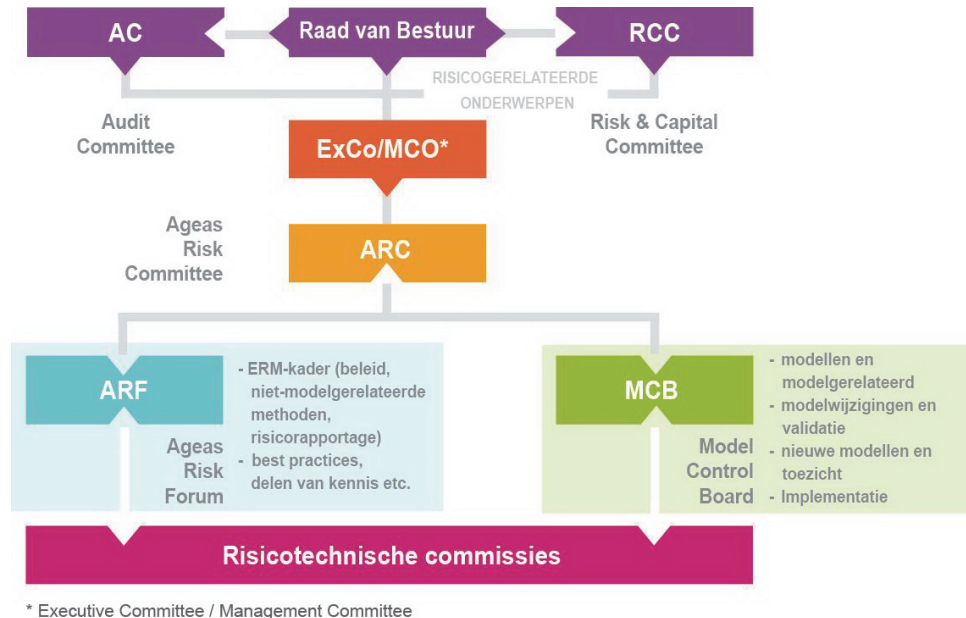 AC
Raad van Bestuur
RCC
RISICOGERELATEERDE
ONDERWERPEN
Audit
Committee
Risk & Capital
Committee
ExCo/MCO*
Ageas
Risk
Committee
ARC
ARF
- ERM-kader (beleid,
niet-modelgerelateerde
methoden,
risicorapportage)
- best practices,
delen van kennis etc.
Ageas
Risk
Forum
MCB
- modellen en
modelgerelateerd
- modelwijzigingen en
validatie
- nieuwe modellen en
toezicht
- Implementatie
Model
Control
Board
Risicotechnische commissies
* Executive Committee / Management Committee